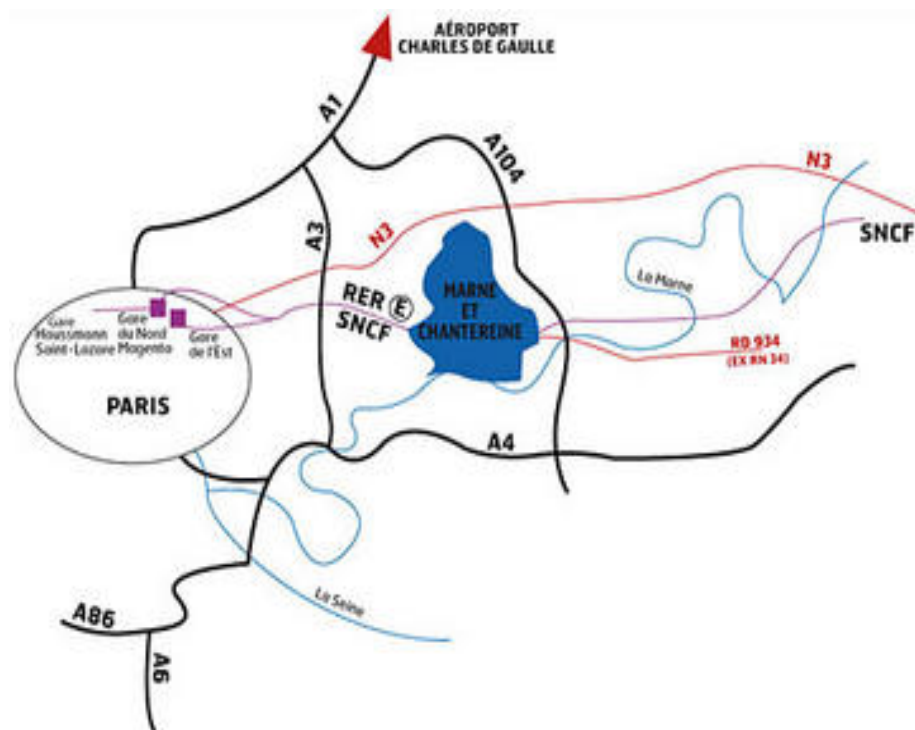 AÉROPORT
CHARLES DE GAULLE
A1
A104
N3
A3
N3
SNCF
La Marne
RER E
SNCF
MARNE
ET
CHANTEREINE
Gare
Haussmann
Saint-Lazare
Gare
du Nord
Magenta
Gare
de l'Est
RD 934
(EX RN 34)
PARIS
A4
La Seine
A86
A6